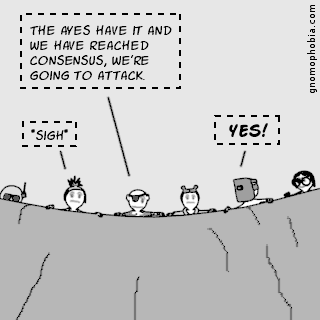 THE AYES HAVE IT AND
WE HAVE REACHED
CONSENSUS, WE'RE
GOING TO ATTACK.
*SIGH*
YES!
gnomophobia.com